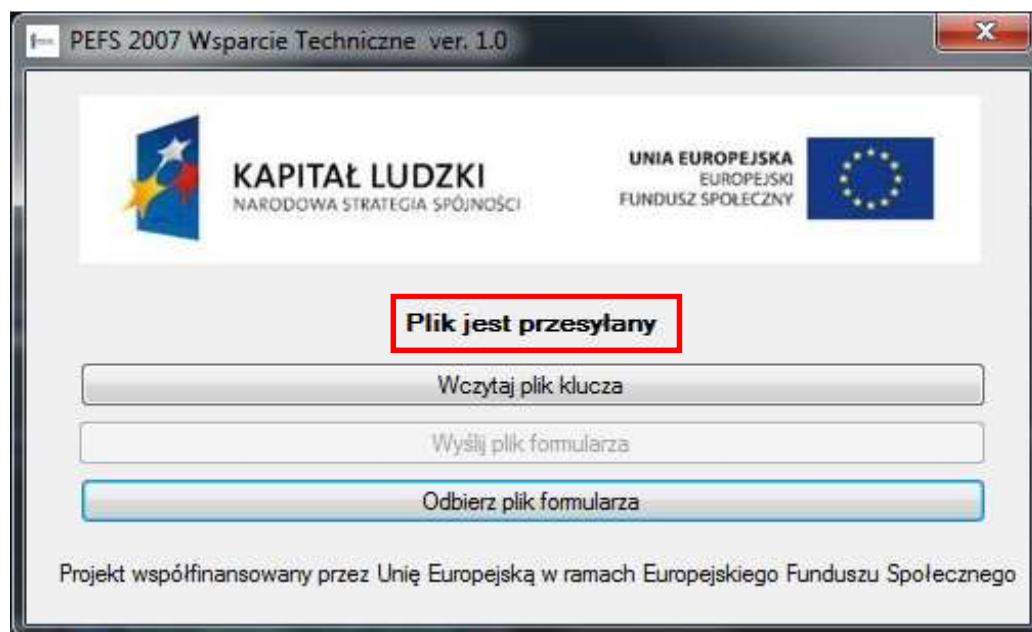 PEFS 2007 Wsparcie Techniczne ver. 1.0
KAPITAŁ LUDZKI
NARODOWA STRATEGIA SPÓJNOŚCI
UNIA EUROPEJSKA
EUROPEJSKI
FUNDUSZ SPOŁECZNY
Plik jest przesyłany
Wczytaj plik klucza
Wyślij plik formularza
Odbierz plik formularza
Projekt współfinansowany przez Unię Europejską w ramach Europejskiego Funduszu Społecznego